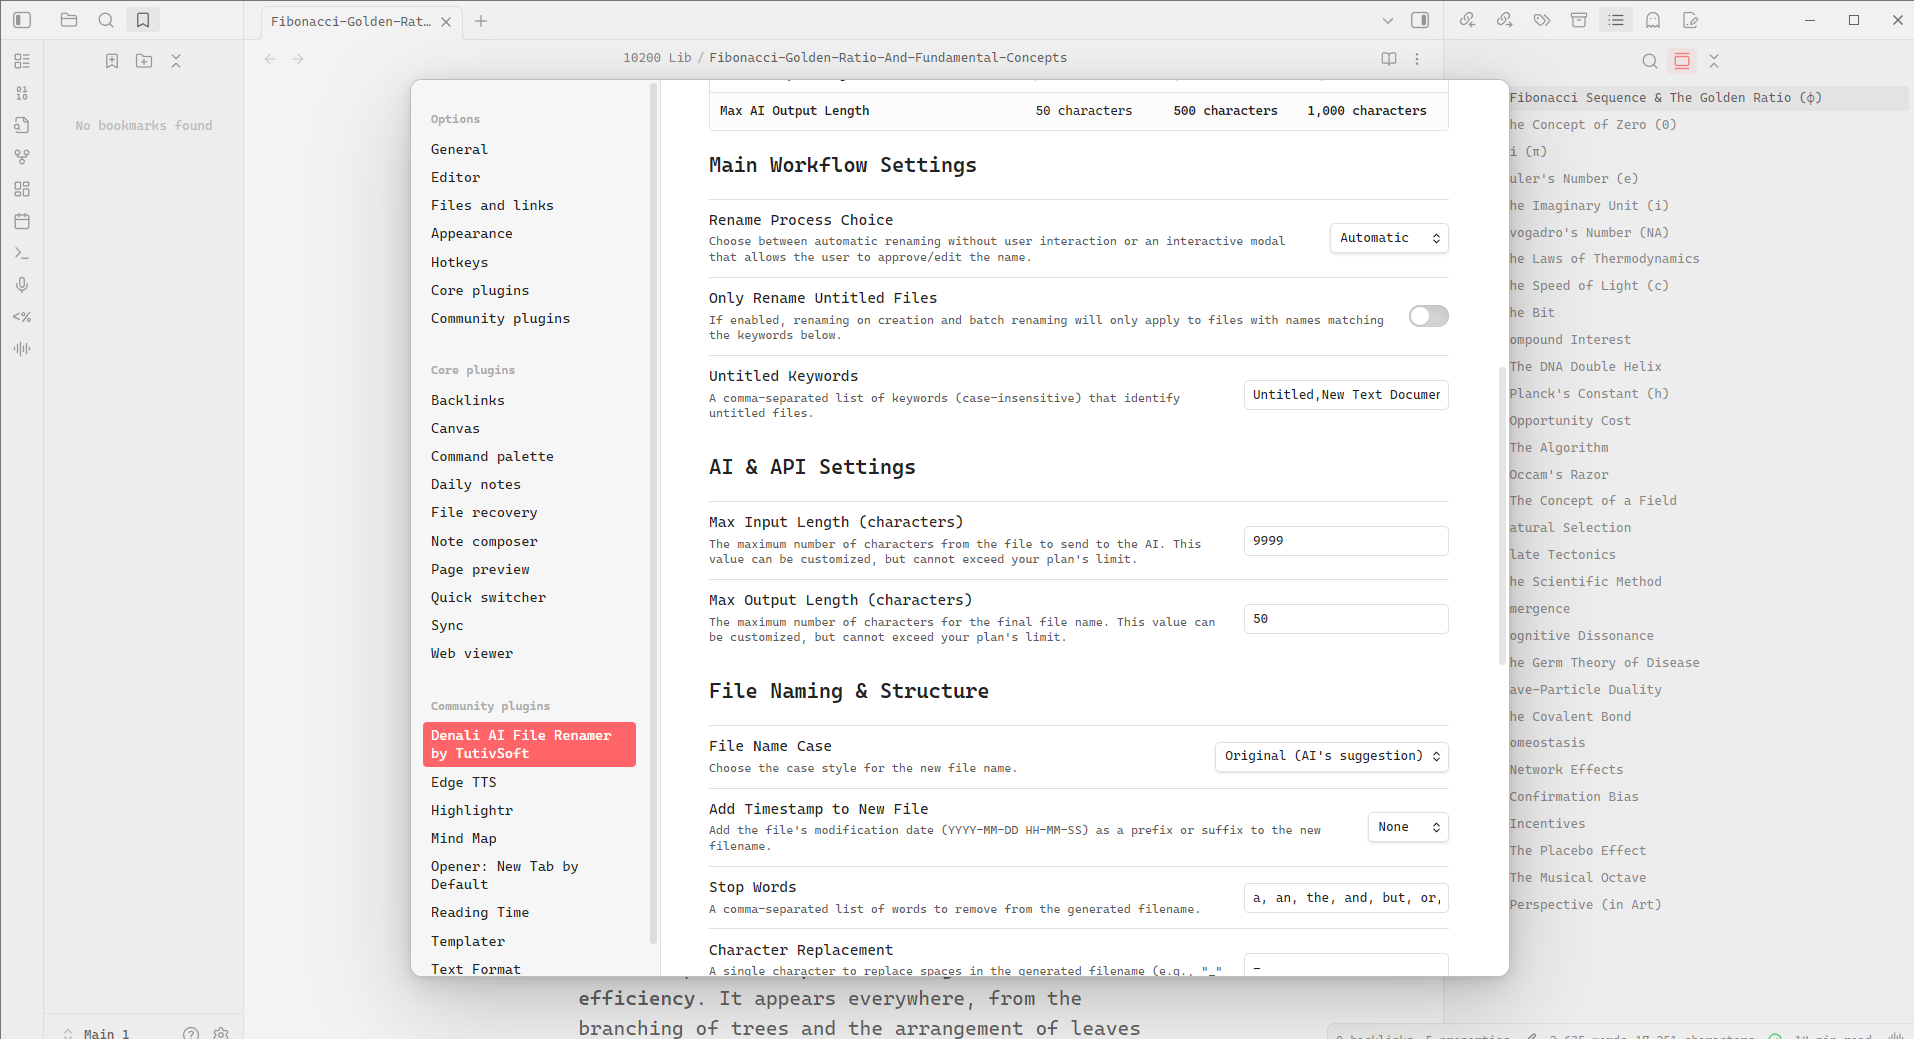 Fibonacci-Golden-Rat…
10200 Lib / Fibonacci-Golden-Ratio-And-Fundamental-Concepts
No bookmarks found
Main 1
Options
General
Editor
Files and links
Appearance
Hotkeys
Core plugins
Community plugins
Core plugins
Backlinks
Canvas
Command palette
Daily notes
File recovery
Note composer
Page preview
Quick switcher
Sync
Web viewer
Community plugins
Denali AI File Renamer
by TutivSoft
Edge TTS
Highlightr
Mind Map
Opener: New Tab by
Default
Reading Time
Templater
Text Format
Max AI Output Length 50 characters 500 characters 1,000 characters
Main Workflow Settings
Rename Process Choice
Choose between automatic renaming without user interaction or an interactive modal
that allows the user to approve/edit the name.
Automatic
Only Rename Untitled Files
If enabled, renaming on creation and batch renaming will only apply to files with names matching
the keywords below.
Untitled Keywords
A comma-separated list of keywords (case-insensitive) that identify
untitled files.
Untitled,New Text Documen
AI & API Settings
Max Input Length (characters)
The maximum number of characters from the file to send to the AI. This
value can be customized, but cannot exceed your plan's limit.
9999
Max Output Length (characters)
The maximum number of characters for the final file name. This value can
be customized, but cannot exceed your plan's limit.
50
File Naming & Structure
File Name Case
Choose the case style for the new file name.
Original (AI's suggestion)
Add Timestamp to New File
Add the file's modification date (YYYY-MM-DD HH-MM-SS) as a prefix or suffix to the new
filename.
None
Stop Words
A comma-separated list of words to remove from the generated filename.
a, an, the, and, but, or,
Character Replacement
A single character to replace spaces in the generated filename (e.g., "_"
-
efficiency. It appears everywhere, from the
branching of trees and the arrangement of leaves
Fibonacci Sequence & The Golden Ratio (ϕ)
he Concept of Zero (0)
i (π)
uler's Number (e)
he Imaginary Unit (i)
vogadro's Number (NA)
he Laws of Thermodynamics
he Speed of Light (c)
he Bit
ompound Interest
The DNA Double Helix
Planck's Constant (h)
Opportunity Cost
The Algorithm
Occam's Razor
The Concept of a Field
atural Selection
late Tectonics
he Scientific Method
mergence
ognitive Dissonance
he Germ Theory of Disease
ave-Particle Duality
he Covalent Bond
omeostasis
Network Effects
Confirmation Bias
Incentives
The Placebo Effect
The Musical Octave
Perspective (in Art)